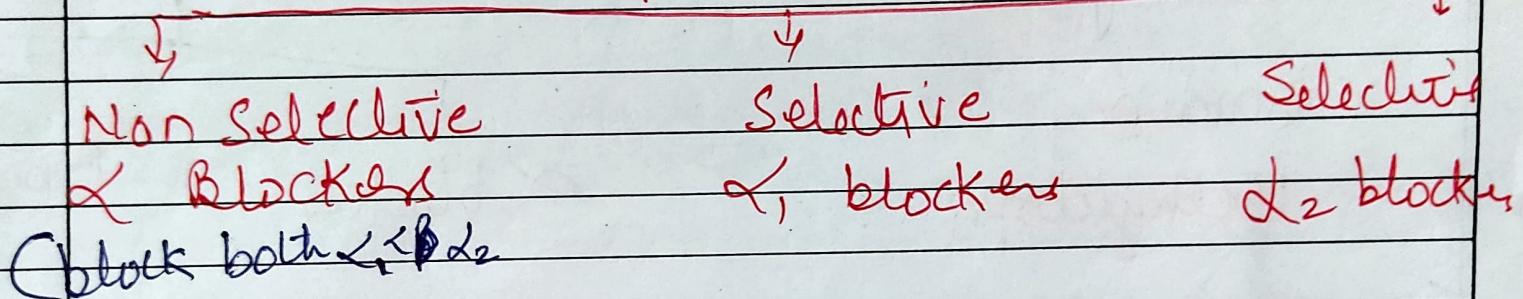 Non Selective
α Blockers
(block both α₁ & α₂
Selective
α₁ blockers
Selective
α₂ blockers